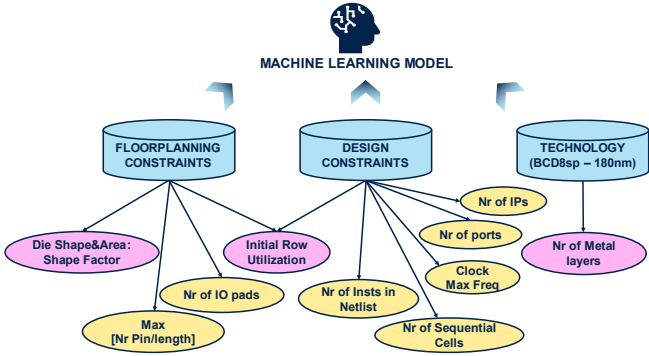 MACHINE LEARNING MODEL
FLOORPLANNING
CONSTRAINTS
DESIGN
CONSTRAINTS
TECHNOLOGY
(BCD8sp – 180nm)
Nr of IPs
Nr of ports
Die Shape&Area:
Shape Factor
Initial Row
Utilization
Nr of Metal
layers
Clock
Max Freq
Nr of IO pads
Nr of Insts in
Netlist
Max
[Nr Pin/length]
Nr of Sequential
Cells